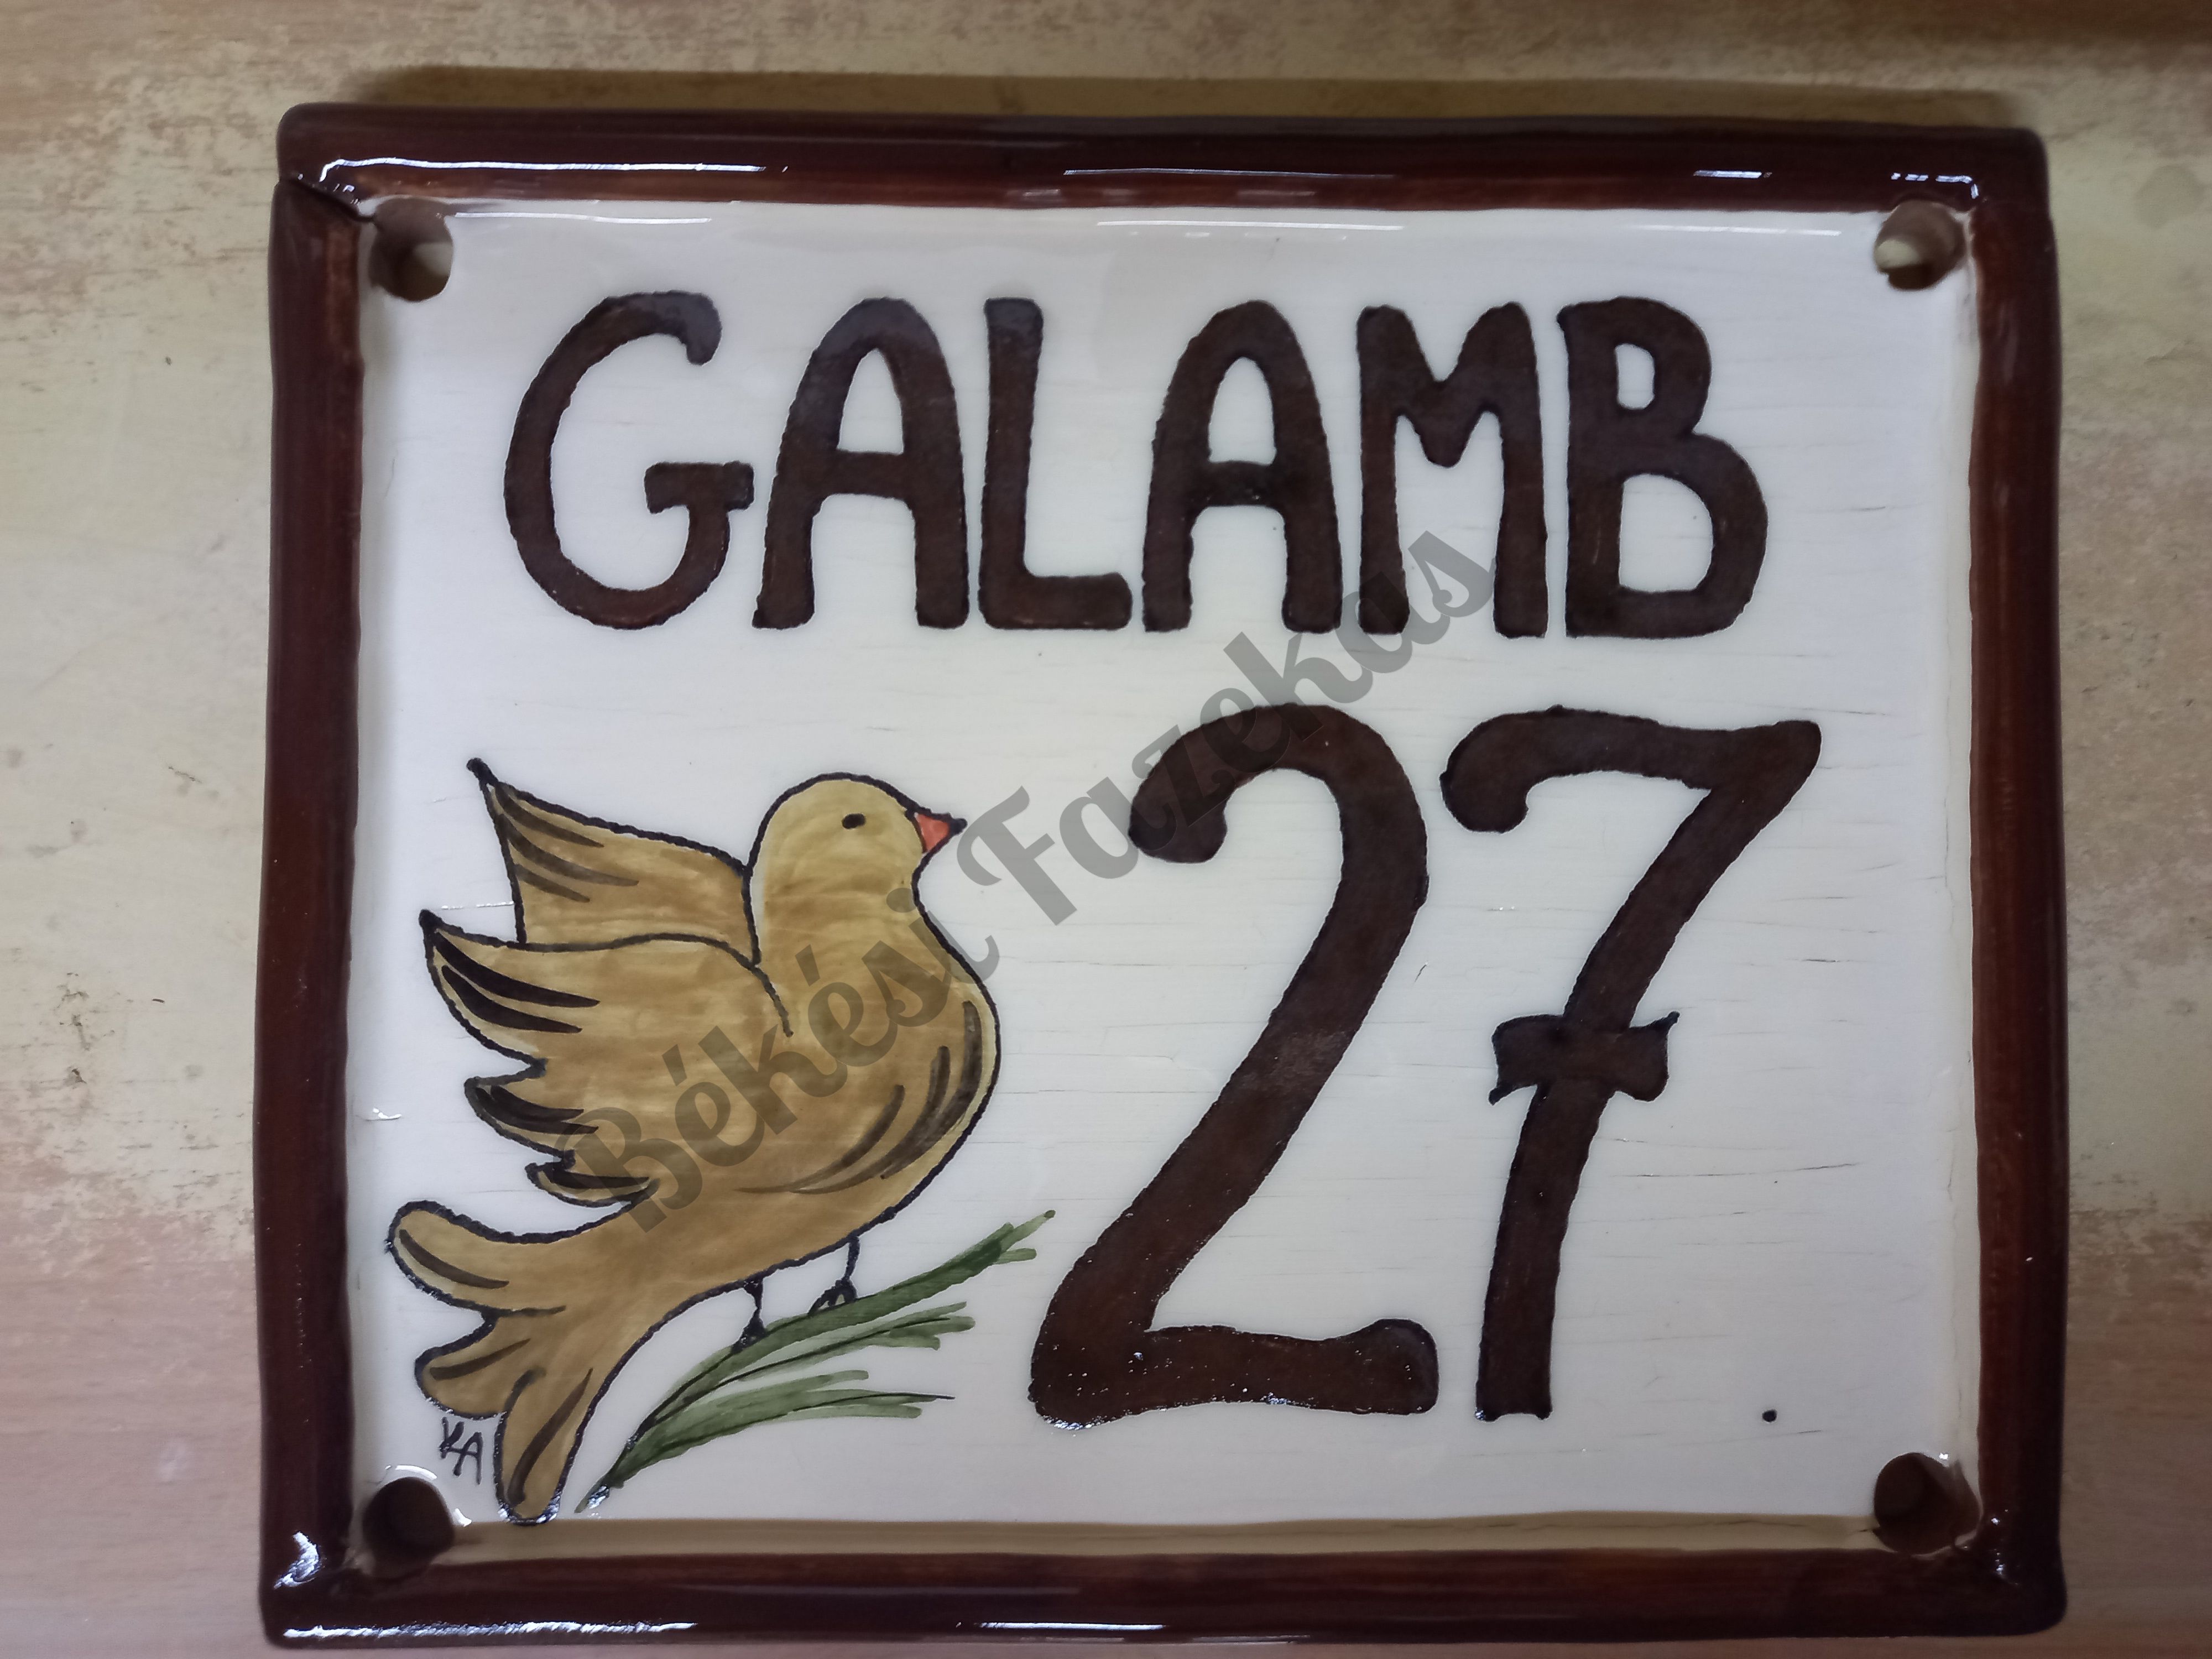 GALAMB
27
Békési Fazekas
KA